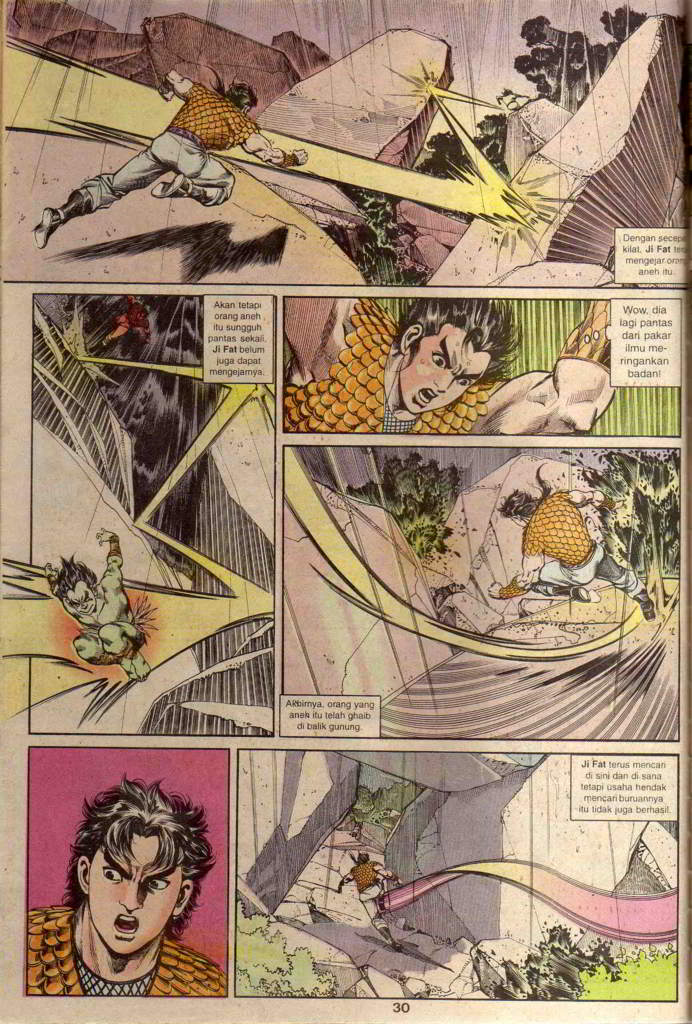 Dengan secepa
kilat, Ji Fat te
mengejar oran
aneh itu.
Akan tetapi
orang aneh
itu sungguh
pantas sekali.
Ji Fat belum
juga dapat
mengejarnya.
Wow, dia
lagi pantas
dari pakar
ilmu me-
ringankan
badan!
Akhirnya, orang yang
aneh itu telah ghaib
di balik gunung.
Ji Fat terus mencari
di sini dan di sana
tetapi usaha hendak
mencari buruannya
itu tidak juga berhasil.
30